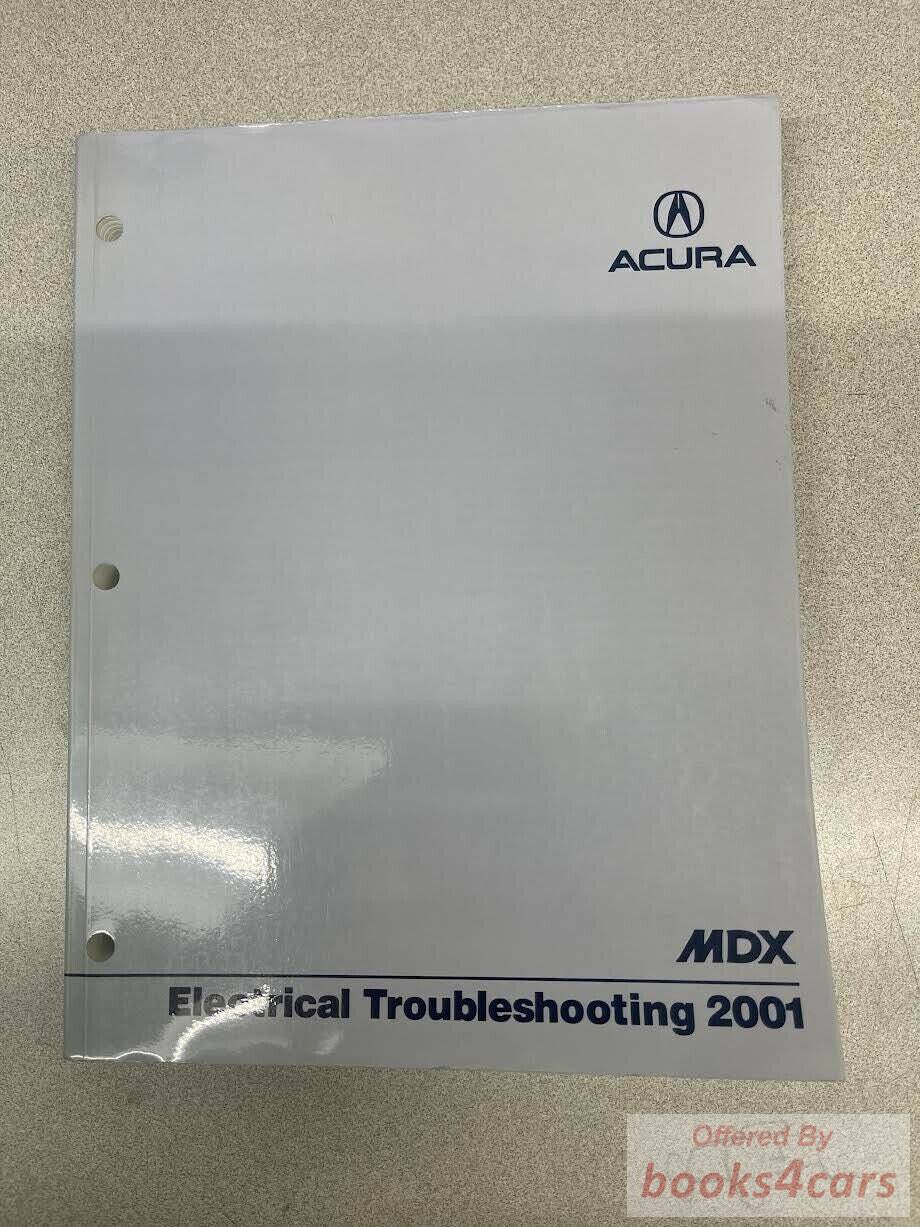 ACURA
MDX
Electrical Troubleshooting 2001
Offered By
books4cars